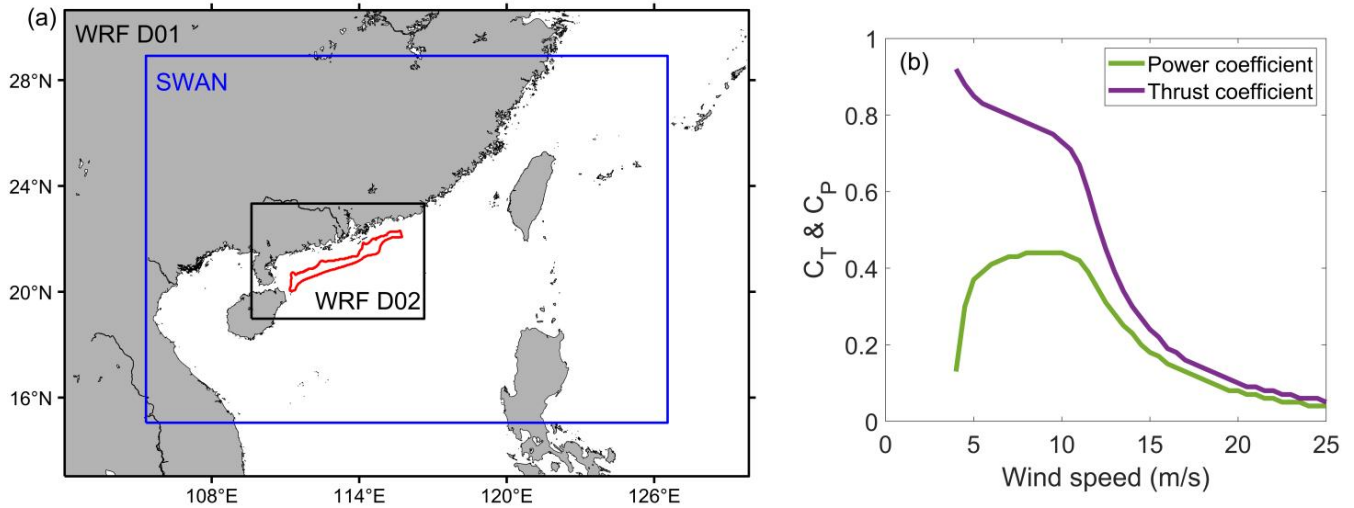 (a)
WRF D01
SWAN
WRF D02
28°N
24°N
20°N
16°N
108°E
114°E
120°E
126°E
(b)
Power coefficient
Thrust coefficient
1
0.8
0.6
0.4
0.2
0
C_T & C_P
0
5
10
15
20
25
Wind speed (m/s)